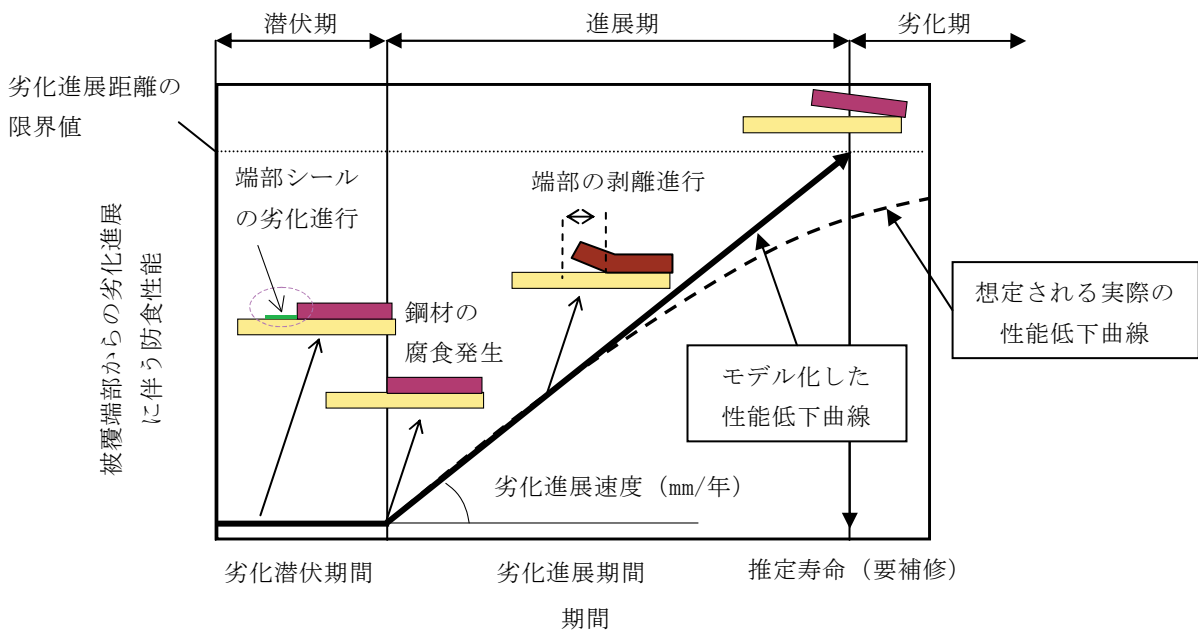 潜伏期
進展期
劣化期
劣化進展距離の
限界値
端部シール
の劣化進行
端部の剥離進行
被覆端部からの劣化進展
に伴う防食性能
鋼材の
腐食発生
想定される実際の
性能低下曲線
モデル化した
性能低下曲線
劣化進展速度（mm/年）
劣化潜伏期間
劣化進展期間
推定寿命（要補修）
期間